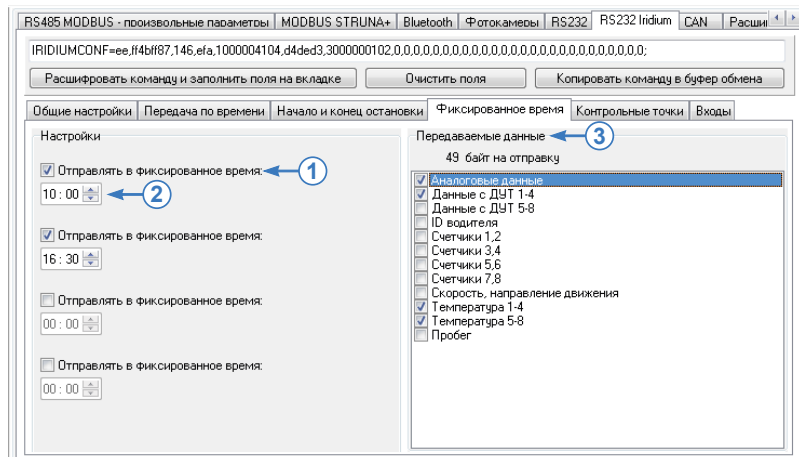 RS485 MODBUS - произвольные параметры MODBUS STRUNA+ Bluetooth Фотокамеры RS232 RS232 Iridium CAN
IRIDIUMCONF=ee,ff4bff87,146,efa,1000004104,d4ded3,3000000102,0,0,0,0,0,0,0,0,0,0,0,0,0,0,0,0,0,0,0,0,0,0,0,0,0,0;
Расшифровать команду и заполнить поля на вкладке Очистить поля Копировать команду в буфер обмена
Общие настройки Передача по времени Начало и конец остановки Фиксированное время Контрольные точки Входы
Настройки
Отправлять в фиксированное время: 1
10 : 00 2
Отправлять в фиксированное время:
16 : 30
Отправлять в фиксированное время:
00 : 00
Отправлять в фиксированное время:
00 : 00
Передаваемые данные 3
49 байт на отправку
Аналоговые данные
Данные с ДУТ 1-4
Данные с ДУТ 5-8
ID водителя
Счетчики 1,2
Счетчики 3,4
Счетчики 5,6
Счетчики 7,8
Скорость, направление движения
Температура 1-4
Температура 5-8
Пробег